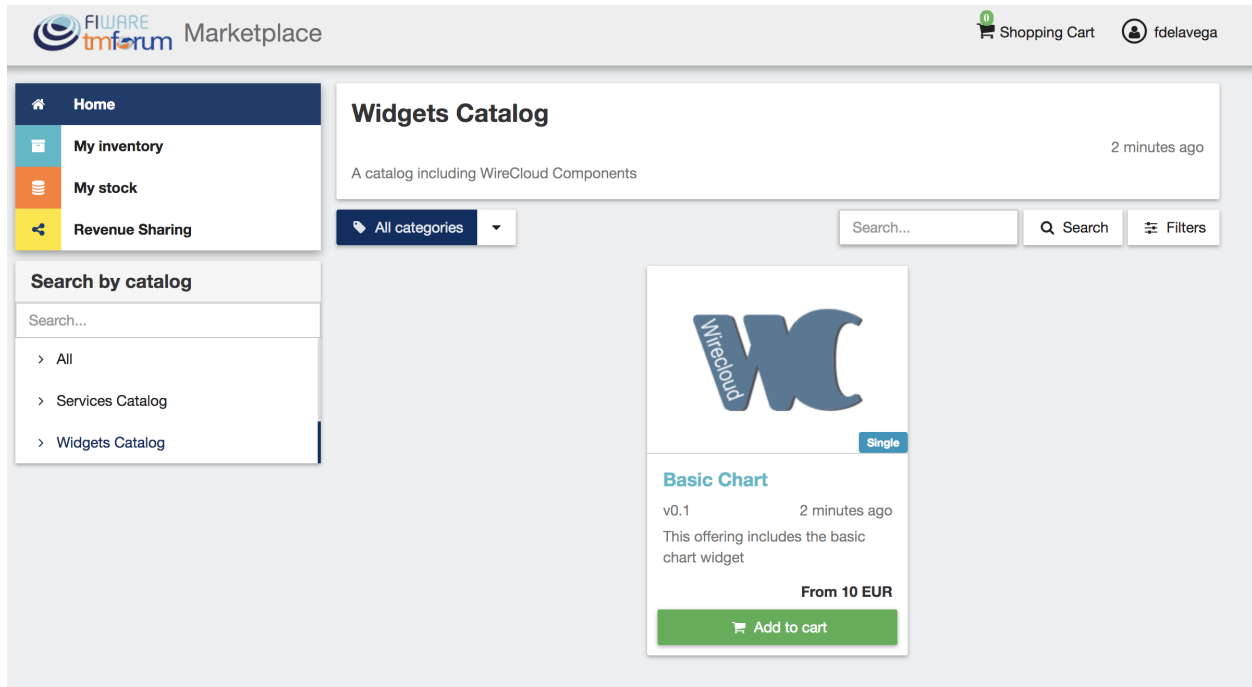 FIWARE
tmforum
Marketplace
0
Shopping Cart
fdelavega
Home
My inventory
My stock
Revenue Sharing
Search by catalog
Search...
All
Services Catalog
Widgets Catalog
Widgets Catalog
2 minutes ago
A catalog including WireCloud Components
All categories
Search...
Search
Filters
WC
Wirecloud
Single
Basic Chart
v0.1 2 minutes ago
This offering includes the basic
chart widget
From 10 EUR
Add to cart